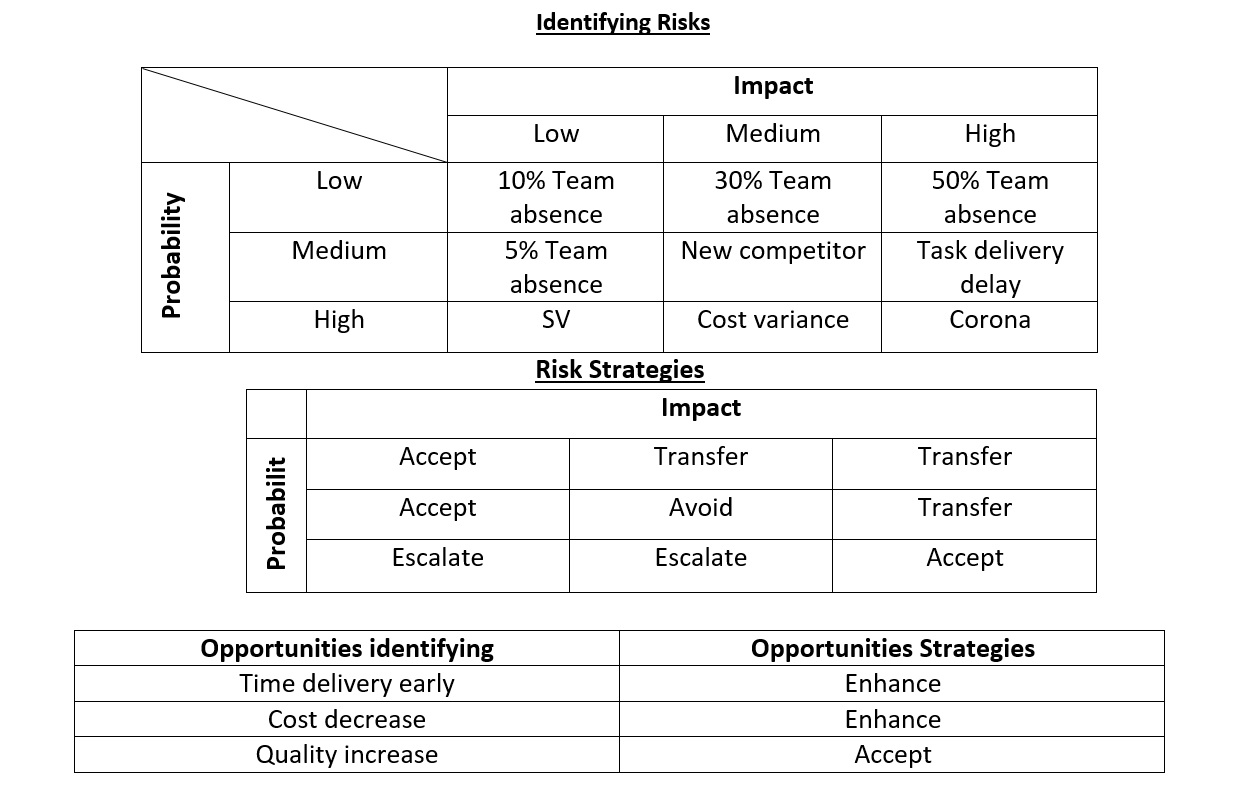 Identifying Risks
Impact
Low Medium High
Probability
Low 10% Team absence 30% Team absence 50% Team absence
Medium 5% Team absence New competitor Task delivery delay
High SV Cost variance Corona
Risk Strategies
Impact
Probabilit
Accept Transfer Transfer
Accept Avoid Transfer
Escalate Escalate Accept
Opportunities identifying Opportunities Strategies
Time delivery early Enhance
Cost decrease Enhance
Quality increase Accept